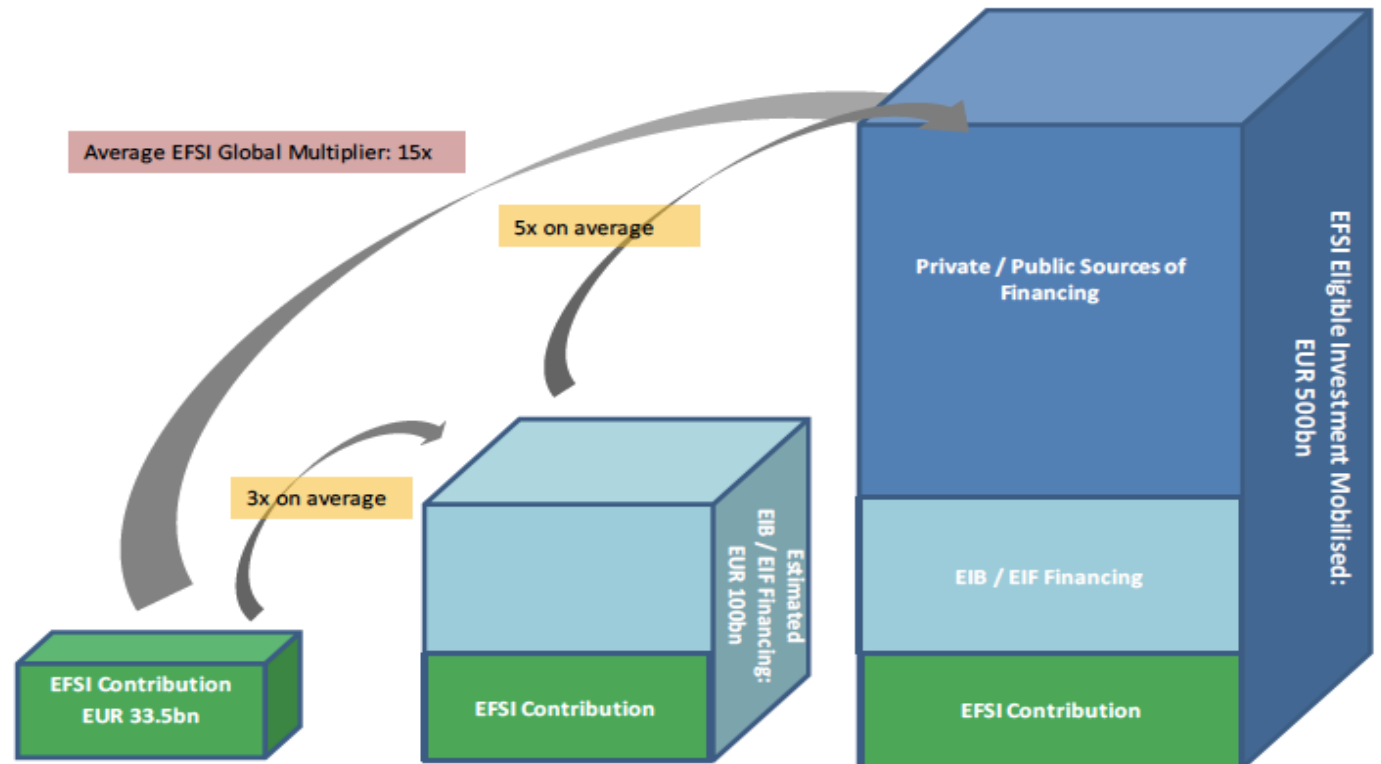 Average EFSI Global Multiplier: 15x
5x on average
3x on average
EFSI Contribution
EUR 33.5bn
EFSI Contribution
Estimated
EIB / EIF Financing:
EUR 100bn
Private / Public Sources of
Financing
EIB / EIF Financing
EFSI Contribution
EFSI Eligible Investment Mobilised:
EUR 500bn